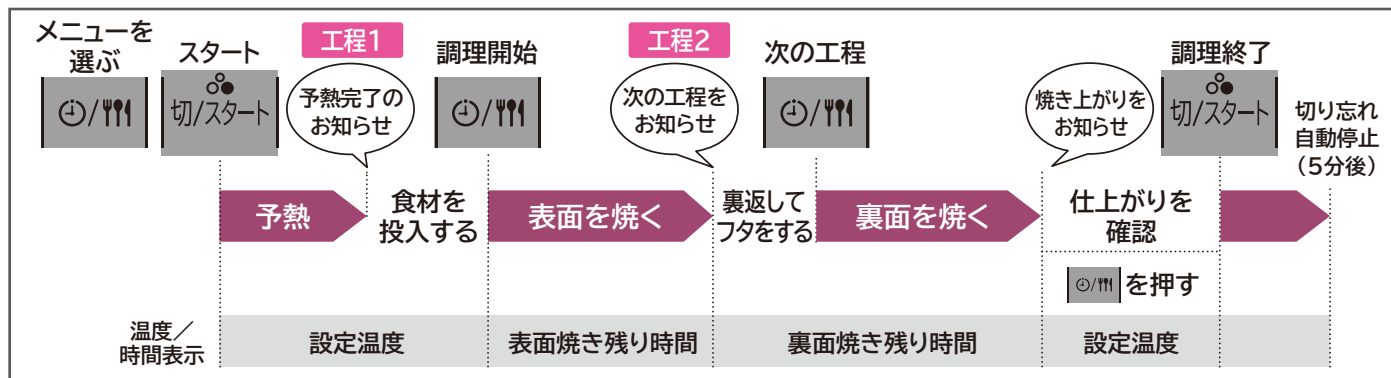 メニューを
選ぶ
スタート
切/スタート
工程1
予熱完了の
お知らせ
調理開始
工程2
次の工程を
お知らせ
次の工程
焼き上がりを
お知らせ
調理終了
切/スタート
切り忘れ
自動停止
(5分後)
予熱
食材を
投入する
表面を焼く
裏返して
フタをする
裏面を焼く
仕上がりを
確認
を押す
温度/
時間表示
設定温度
表面焼き残り時間
裏面焼き残り時間
設定温度